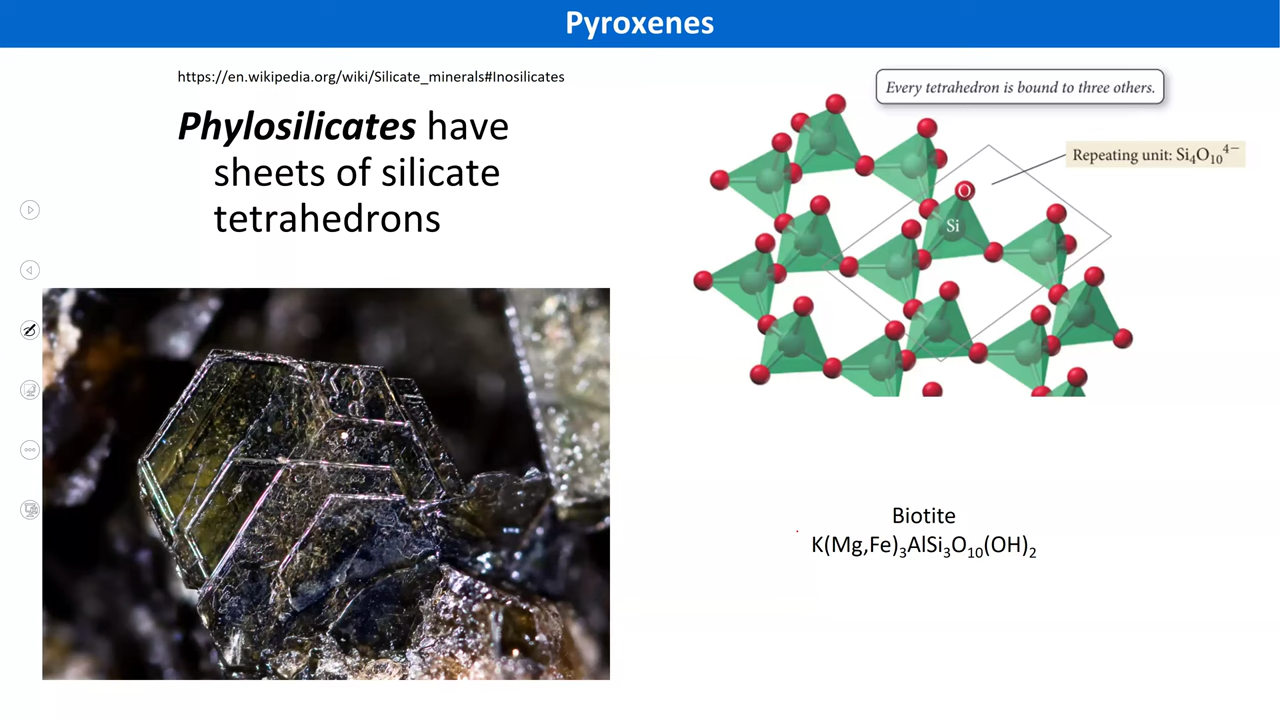 Pyroxenes
https://en.wikipedia.org/wiki/Silicate_minerals#Inosilicates
Phylosilicates have
sheets of silicate
tetrahedrons
Every tetrahedron is bound to three others.
Repeating unit: Si₄O₁₀⁴⁻
O
Si
Biotite
K(Mg,Fe)₃AlSi₃O₁₀(OH)₂